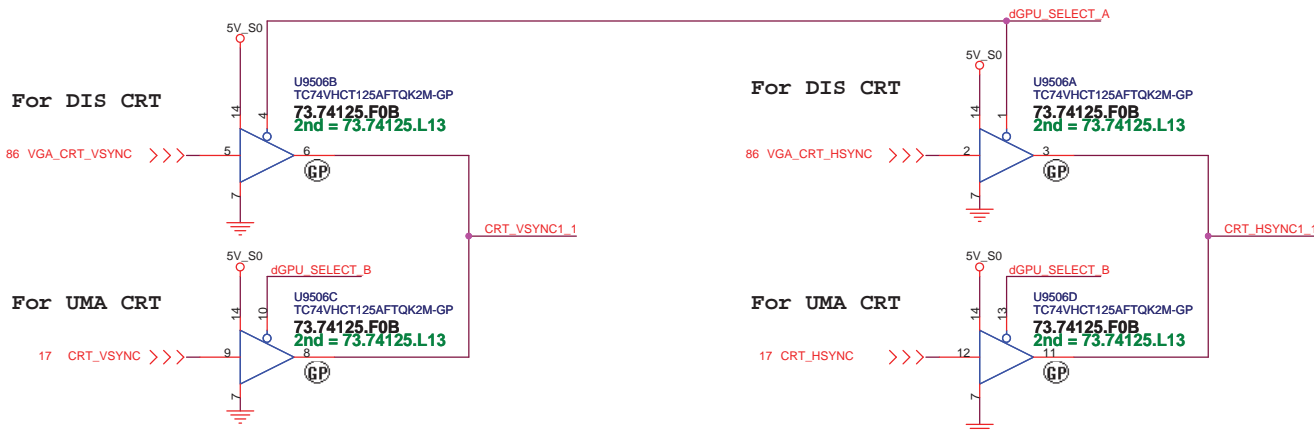 dGPU_SELECT_A
5V_S0
U9506B
TC74VHCT125AFTQK2M-GP
73.74125.F0B
2nd = 73.74125.L13
For DIS CRT
14
4
86 VGA_CRT_VSYNC
5
6
GP
7
5V_S0
U9506A
TC74VHCT125AFTQK2M-GP
73.74125.F0B
2nd = 73.74125.L13
For DIS CRT
14
1
86 VGA_CRT_HSYNC
2
3
GP
7
CRT_VSYNC1_1
CRT_HSYNC1_1
5V_S0
dGPU_SELECT_B
U9506C
TC74VHCT125AFTQK2M-GP
73.74125.F0B
2nd = 73.74125.L13
For UMA CRT
14
10
17 CRT_VSYNC
9
8
GP
7
5V_S0
dGPU_SELECT_B
U9506D
TC74VHCT125AFTQK2M-GP
73.74125.F0B
2nd = 73.74125.L13
For UMA CRT
14
13
17 CRT_HSYNC
12
11
GP
7